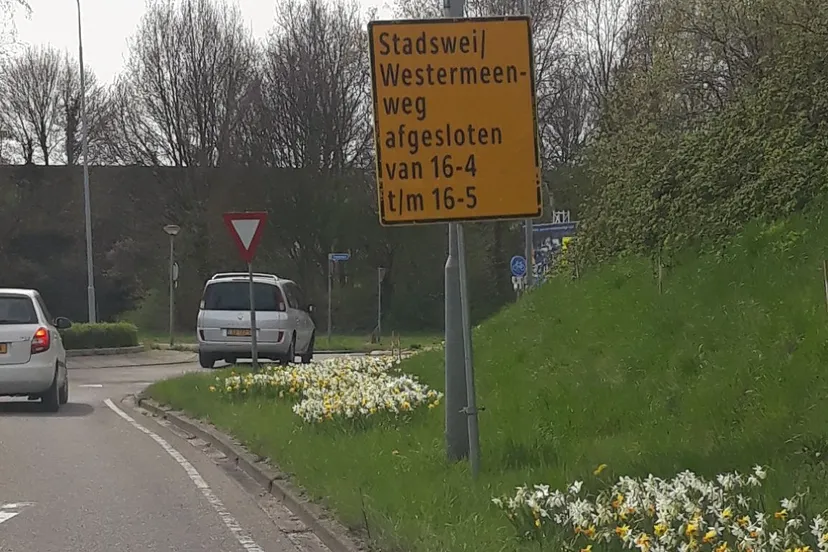 Stadswei/
Westermeen-
weg
afgesloten
van 16-4
t/m 16-5